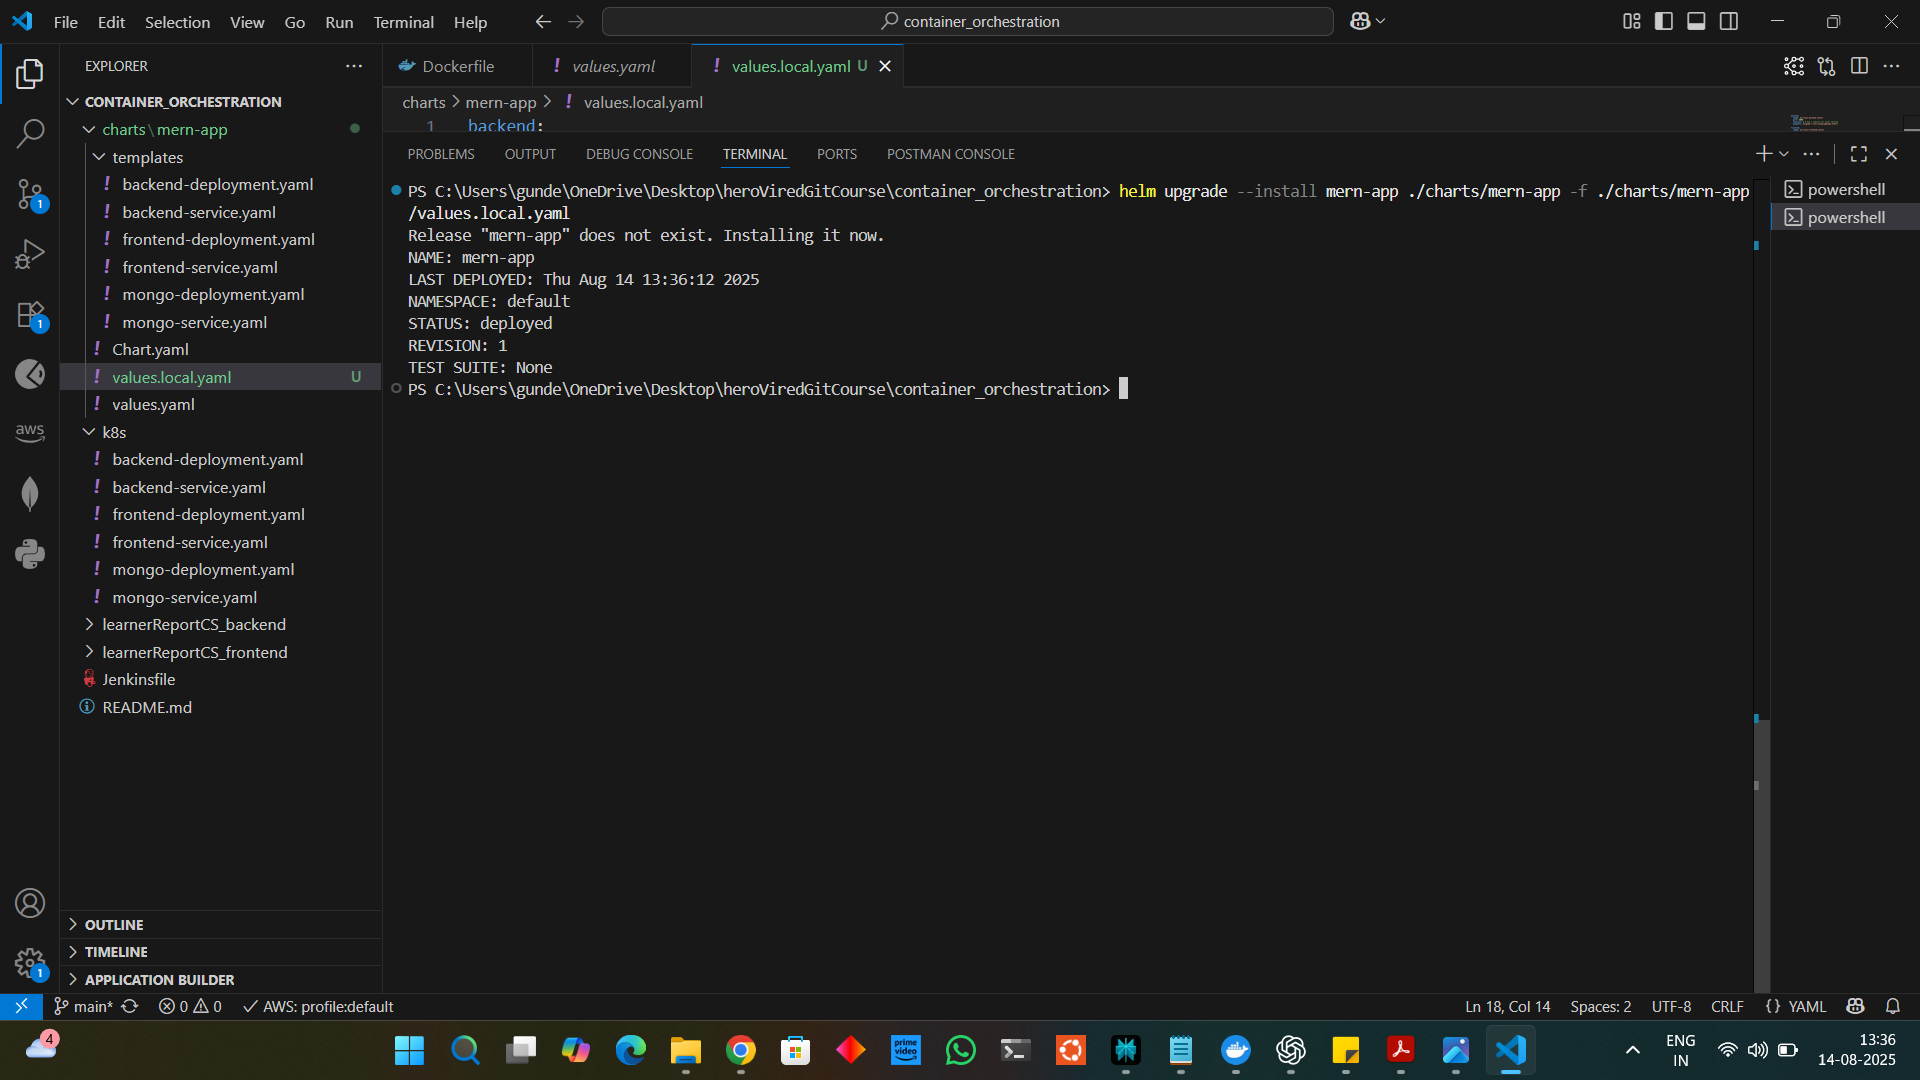 File Edit Selection View Go Run Terminal Help
container_orchestration
EXPLORER
CONTAINER_ORCHESTRATION
charts\mern-app
templates
! backend-deployment.yaml
! backend-service.yaml
! frontend-deployment.yaml
! frontend-service.yaml
! mongo-deployment.yaml
! mongo-service.yaml
! Chart.yaml
! values.local.yaml U
! values.yaml
k8s
! backend-deployment.yaml
! backend-service.yaml
! frontend-deployment.yaml
! frontend-service.yaml
! mongo-deployment.yaml
! mongo-service.yaml
learnerReportCS_backend
learnerReportCS_frontend
Jenkinsfile
README.md
OUTLINE
TIMELINE
APPLICATION BUILDER
1
1
aws
1
Dockerfile ! values.yaml ! values.local.yaml U
charts > mern-app > ! values.local.yaml
1 backend:
PROBLEMS OUTPUT DEBUG CONSOLE TERMINAL PORTS POSTMAN CONSOLE
PS C:\Users\gunde\OneDrive\Desktop\heroViredGitCourse\container_orchestration> helm upgrade --install mern-app ./charts/mern-app -f ./charts/mern-app
/values.local.yaml
Release "mern-app" does not exist. Installing it now.
NAME: mern-app
LAST DEPLOYED: Thu Aug 14 13:36:12 2025
NAMESPACE: default
STATUS: deployed
REVISION: 1
TEST SUITE: None
PS C:\Users\gunde\OneDrive\Desktop\heroViredGitCourse\container_orchestration>
powershell
powershell
main* 0 0 AWS: profile:default
Ln 18, Col 14 Spaces: 2 UTF-8 CRLF {} YAML
4
prime video
ENG
IN
13:36
14-08-2025